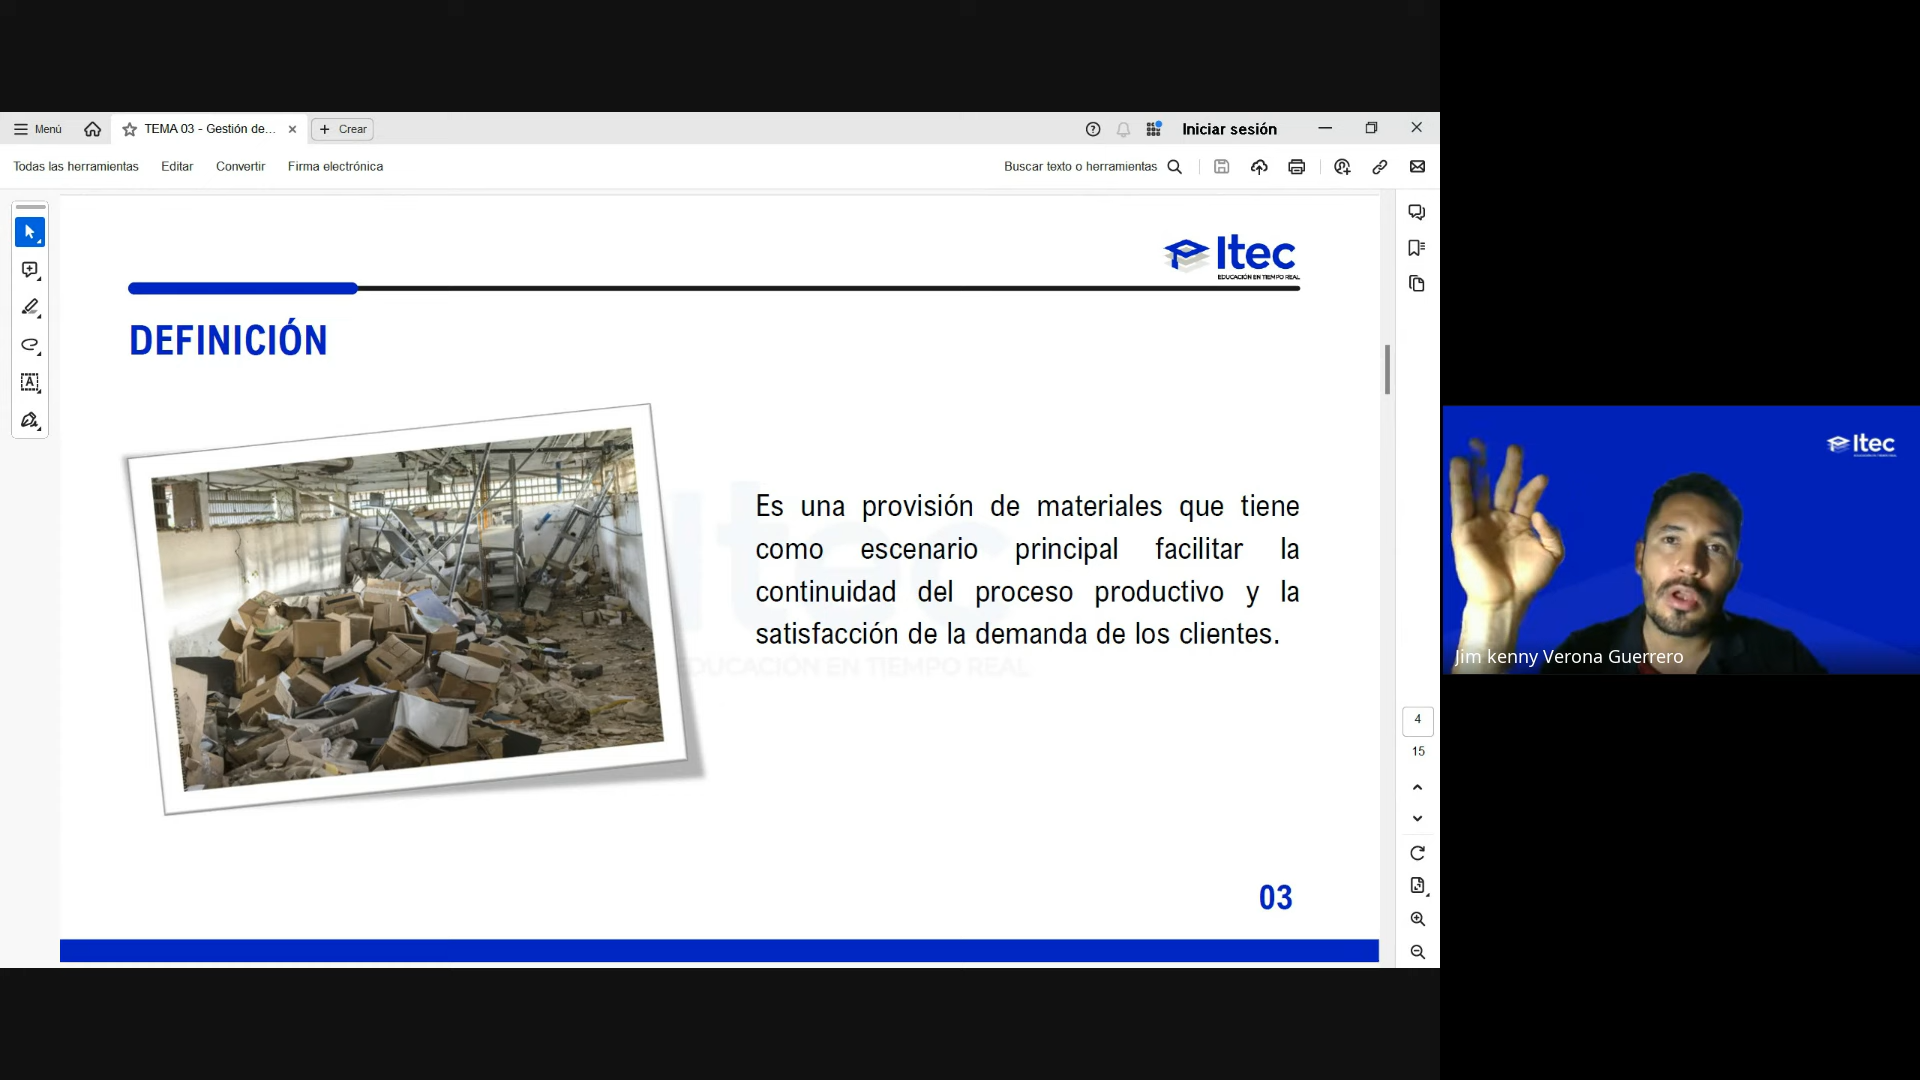 Menú
TEMA 03 - Gestión de...
Crear
Iniciar sesión
Todas las herramientas
Editar
Convertir
Firma electrónica
Buscar texto o herramientas
Itec
EDUCACIÓN EN TIEMPO REAL
DEFINICIÓN
Es una provisión de materiales que tiene
como escenario principal facilitar la
continuidad del proceso productivo y la
satisfacción de la demanda de los clientes.
Itec
EDUCACIÓN EN TIEMPO REAL
03
4
15
Itec
Jim kenny Verona Guerrero